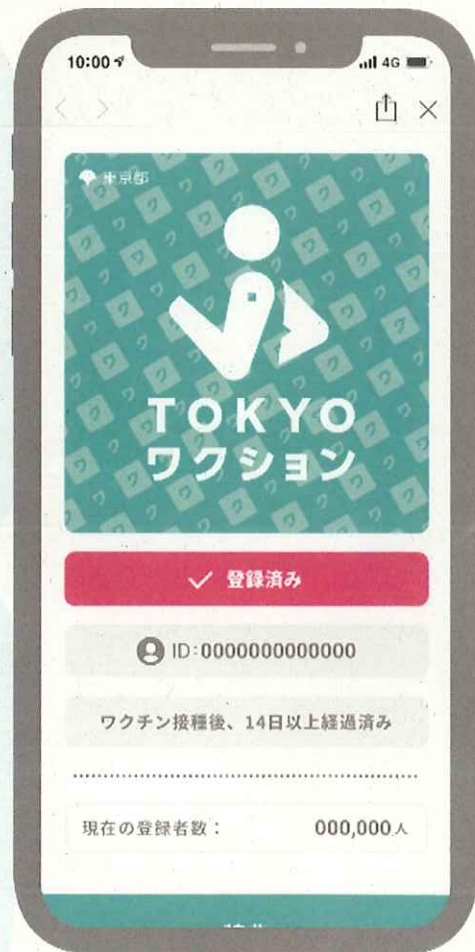 10:00
4G
東京都
TOKYO
ワクション
登録済み
ID:0000000000000
ワクチン接種後、14日以上経過済み
現在の登録者数：
000,000人